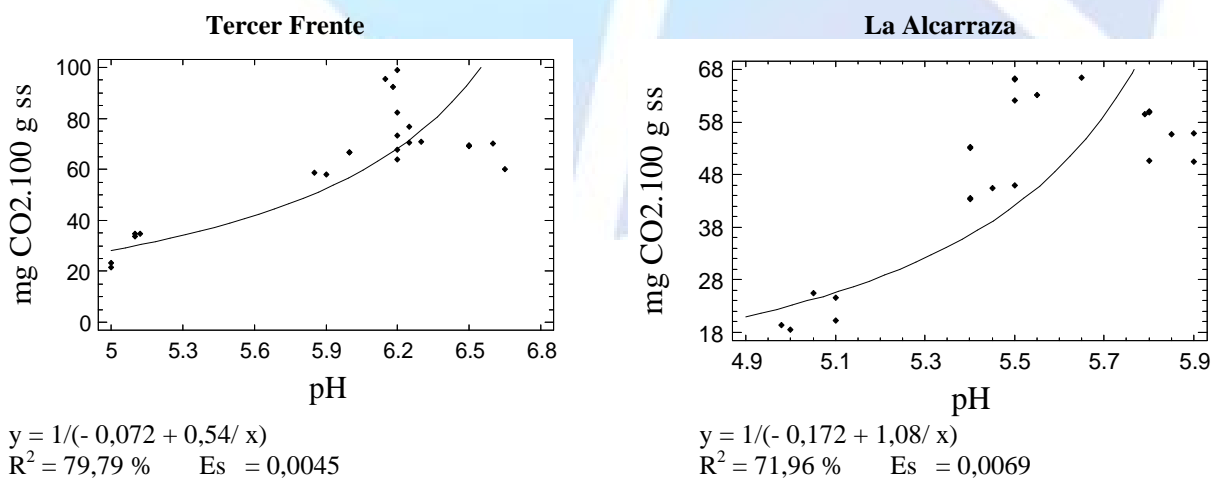 Tercer Frente
mg CO2.100 g ss
100
80
60
40
20
0
5 5.3 5.6 5.9 6.2 6.5 6.8
pH
y = 1/(- 0,072 + 0,54/ x)
R² = 79,79 % Es = 0,0045
La Alcarraza
mg CO2.100 g ss
68
58
48
38
28
18
4.9 5.1 5.3 5.5 5.7 5.9
pH
y = 1/(- 0,172 + 1,08/ x)
R² = 71,96 % Es = 0,0069